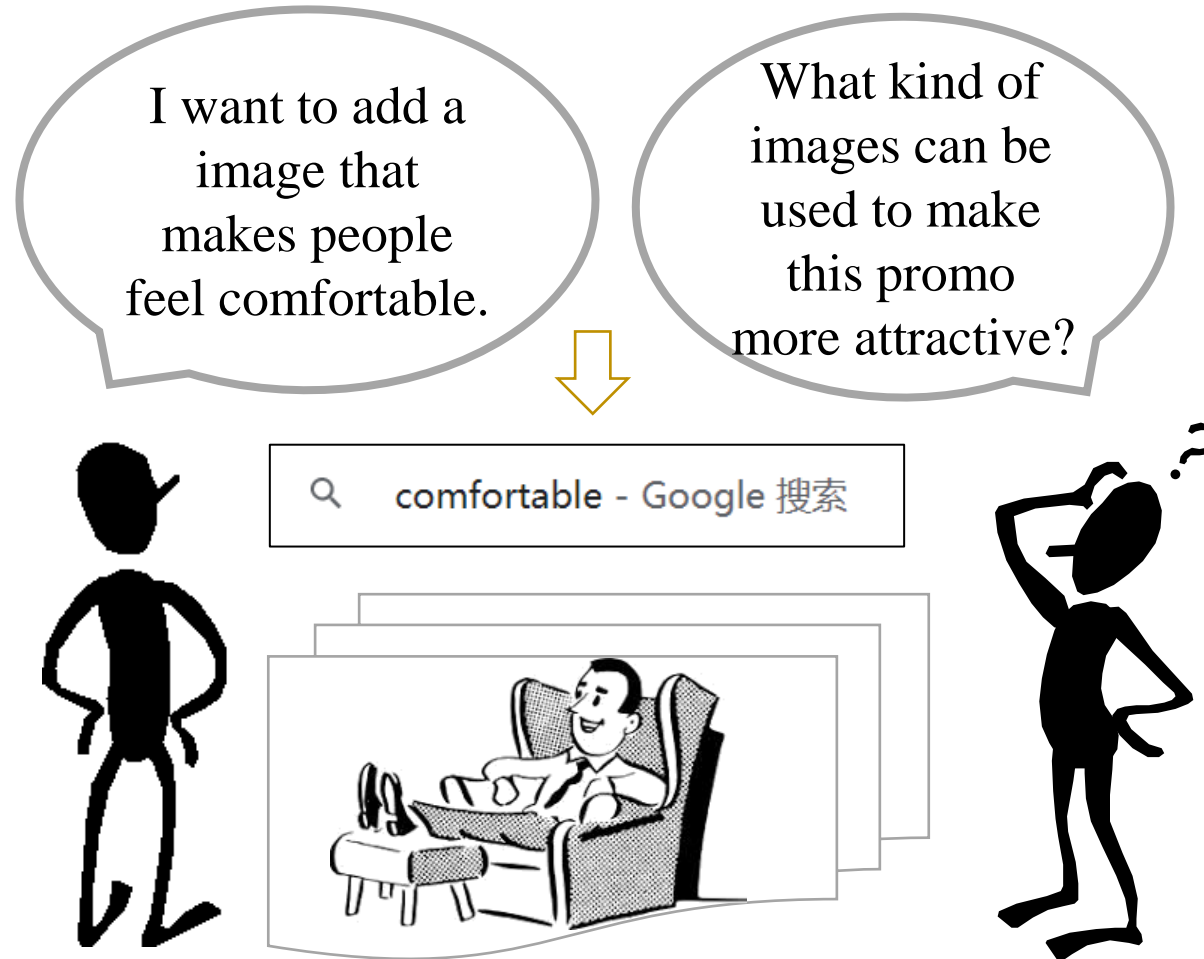 I want to add a
image that
makes people
feel comfortable.
What kind of
images can be
used to make
this promo
more attractive?
comfortable - Google 搜索